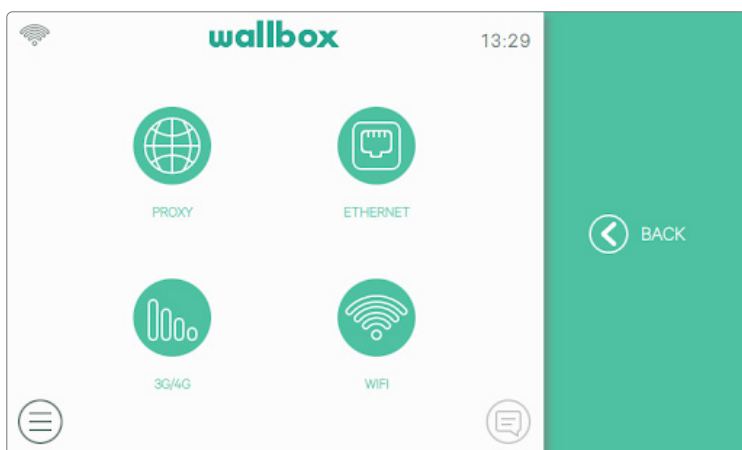 wallbox
13:29
PROXY
ETHERNET
BACK
3G/4G
WIFI